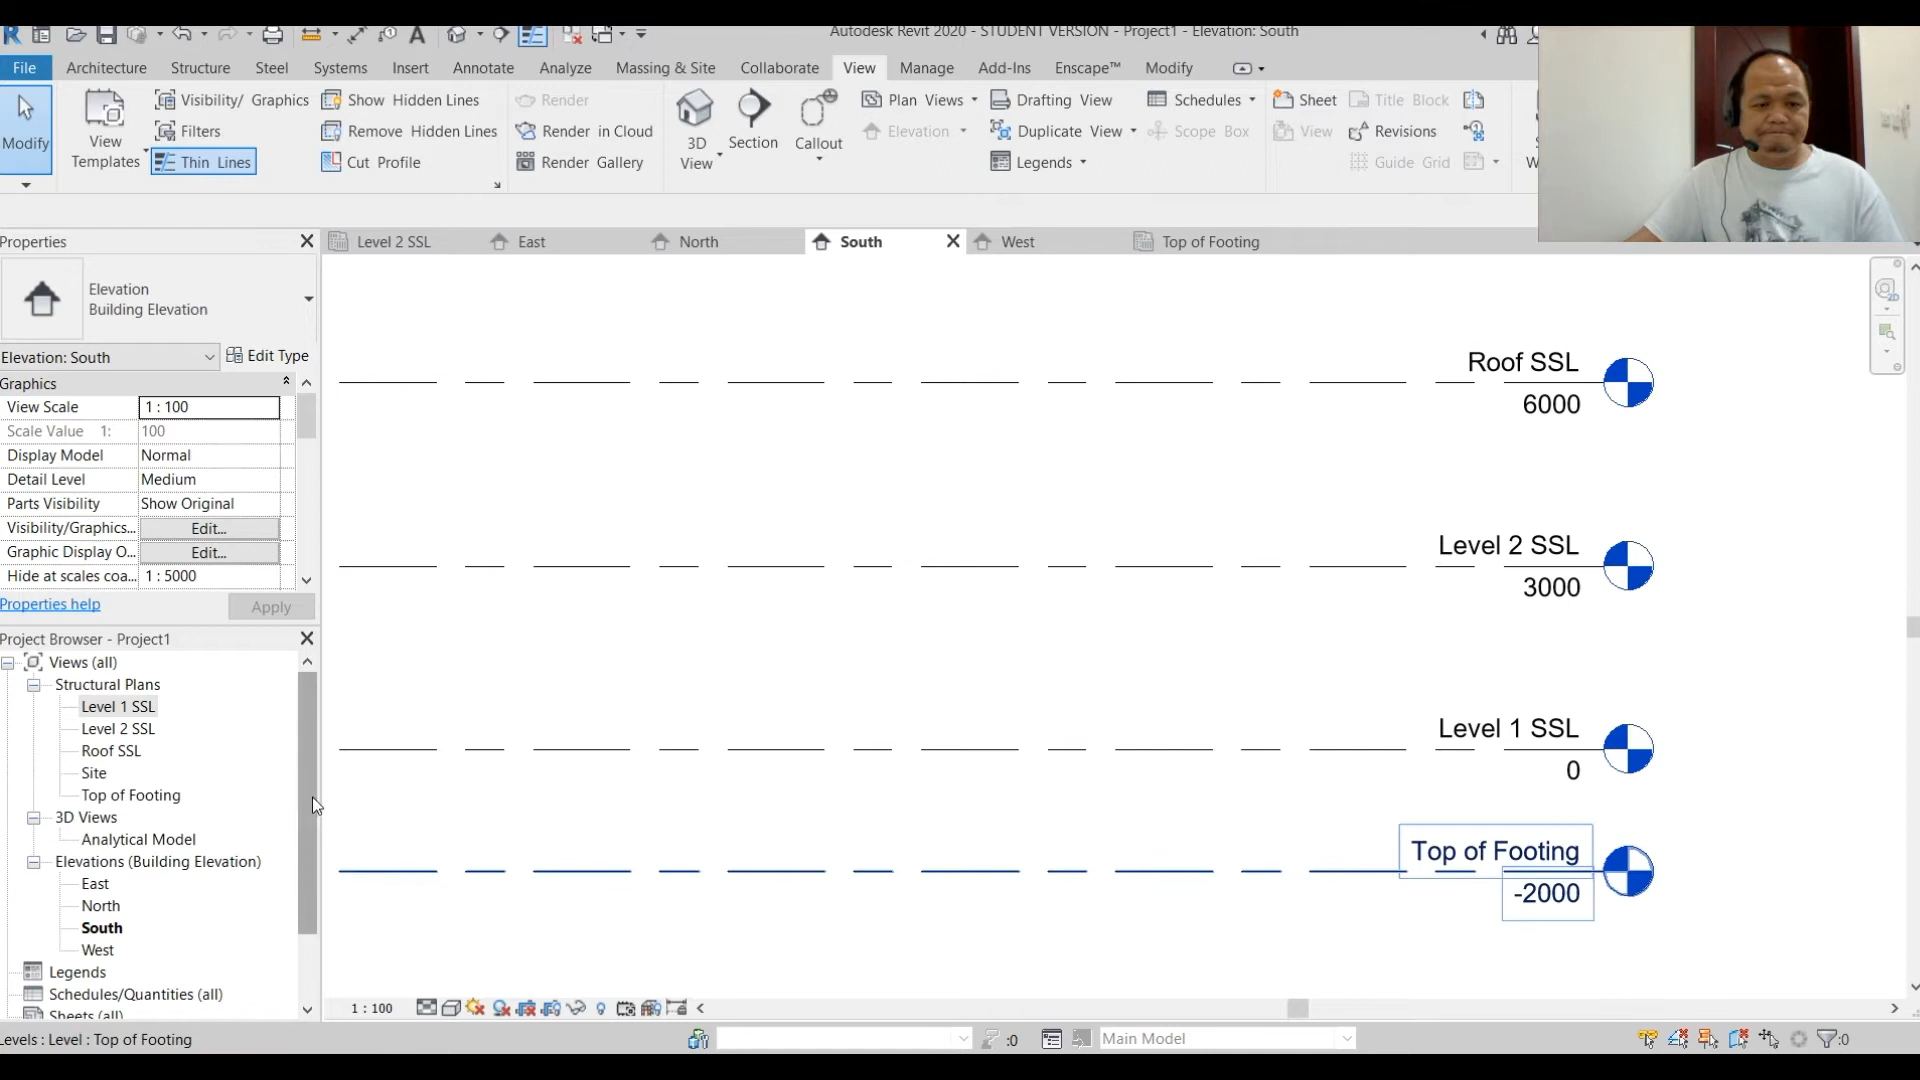 Autodesk Revit 2020 - STUDENT VERSION - Project1 - Elevation: South
File Architecture Structure Steel Systems Insert Annotate Analyze Massing & Site Collaborate View Manage Add-Ins Enscape™ Modify
Modify
View Templates
Visibility/ Graphics
Filters
Thin Lines
Show Hidden Lines
Remove Hidden Lines
Cut Profile
Render
Render in Cloud
Render Gallery
3D View
Section
Callout
Plan Views
Elevation
Drafting View
Duplicate View
Legends
Schedules
Scope Box
Sheet
View
Title Block
Revisions
Guide Grid
Properties
Level 2 SSL East North South West Top of Footing
Elevation
Building Elevation
Elevation: South Edit Type
Graphics
View Scale 1 : 100
Scale Value 1: 100
Display Model Normal
Detail Level Medium
Parts Visibility Show Original
Visibility/Graphics... Edit...
Graphic Display O... Edit...
Hide at scales coa... 1 : 5000
Properties help Apply
Project Browser - Project1
Views (all)
Structural Plans
Level 1 SSL
Level 2 SSL
Roof SSL
Site
Top of Footing
3D Views
Analytical Model
Elevations (Building Elevation)
East
North
South
West
Legends
Schedules/Quantities (all)
Sheets (all)
Roof SSL
6000
Level 2 SSL
3000
Level 1 SSL
0
Top of Footing
-2000
1 : 100
Levels : Level : Top of Footing
:0
Main Model
:0